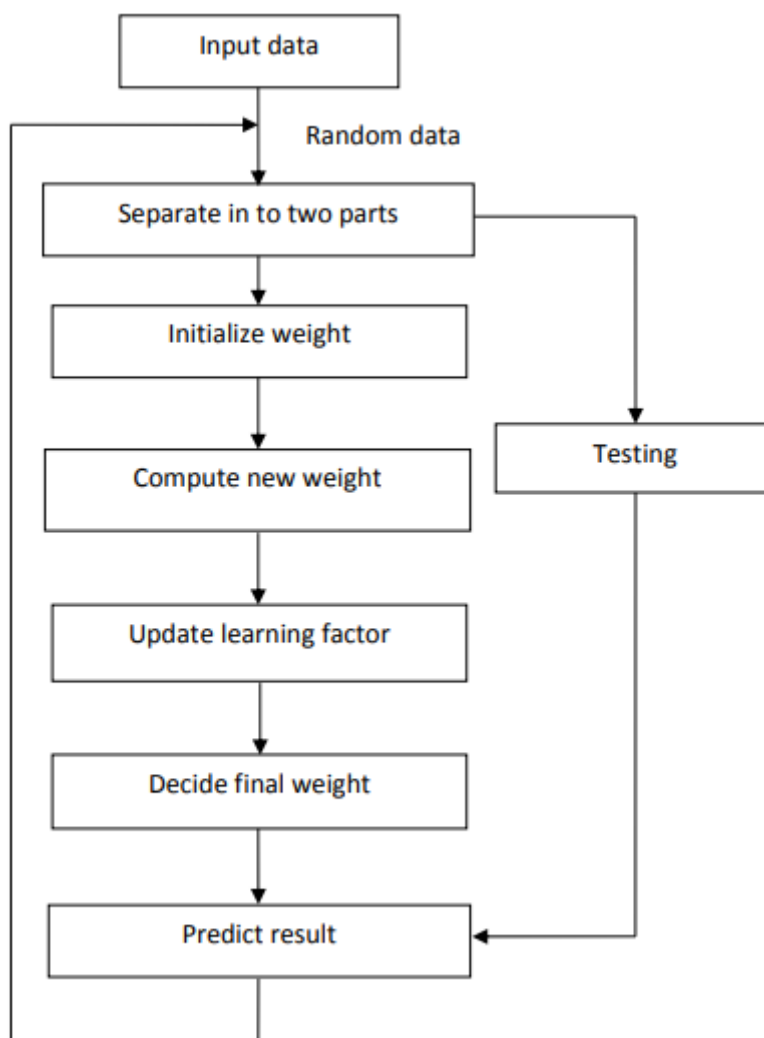 Input data
Random data
Separate in to two parts
Initialize weight
Compute new weight
Testing
Update learning factor
Decide final weight
Predict result